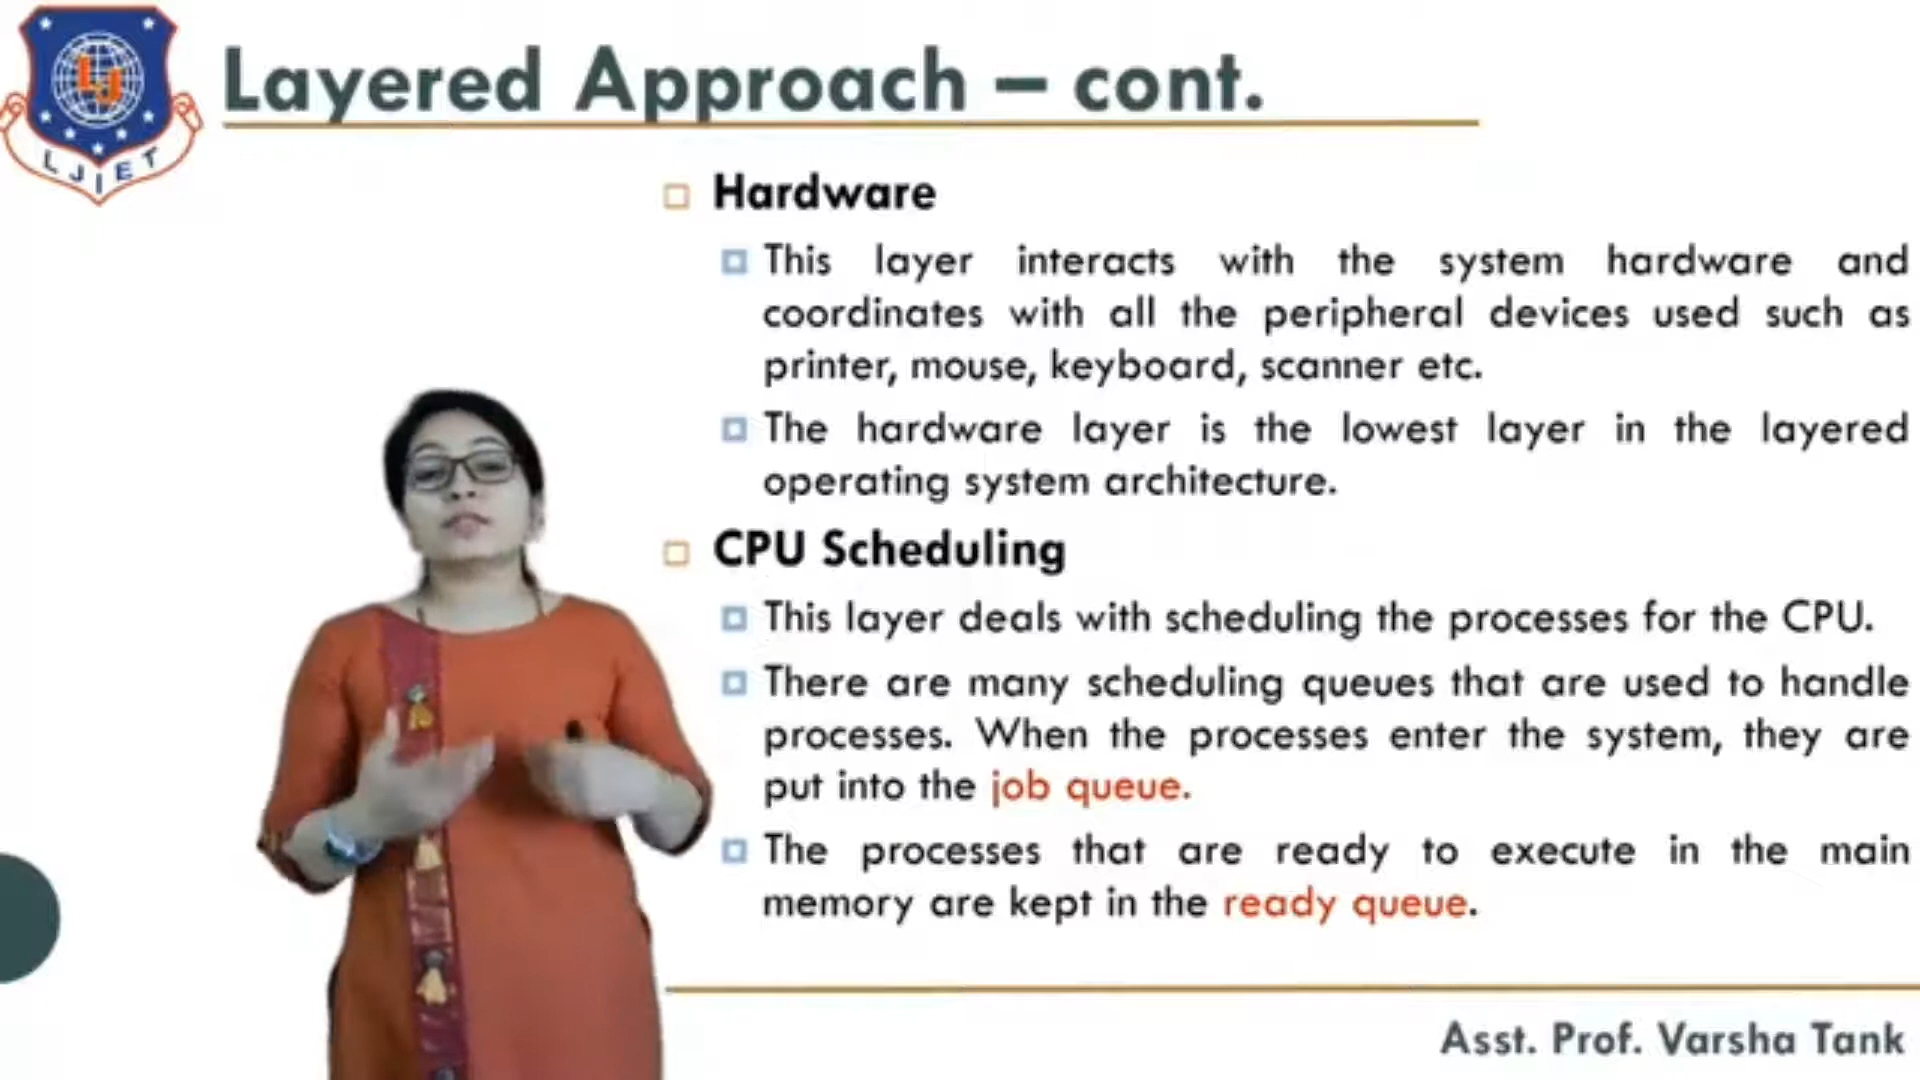 LJ
LJIET
Layered Approach – cont.
Hardware
This layer interacts with the system hardware and
coordinates with all the peripheral devices used such as
printer, mouse, keyboard, scanner etc.
The hardware layer is the lowest layer in the layered
operating system architecture.
CPU Scheduling
This layer deals with scheduling the processes for the CPU.
There are many scheduling queues that are used to handle
processes. When the processes enter the system, they are
put into the job queue.
The processes that are ready to execute in the main
memory are kept in the ready queue.
Asst. Prof. Varsha Tank